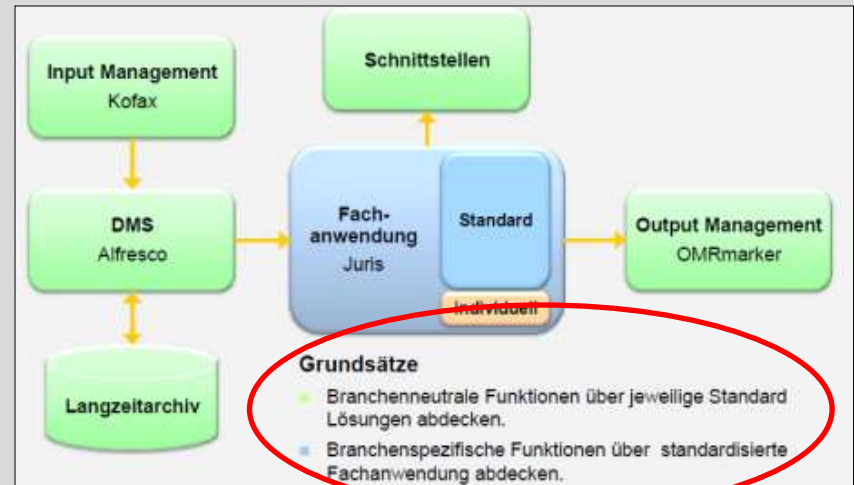 Input Management
Kofax
Schnittstellen
DMS
Alfresco
Fach-
anwendung
Juris
Standard
Individuell
Output Management
OMRmarker
Langzeitarchiv
Grundsätze
Branchenneutrale Funktionen über jeweilige Standard
Lösungen abdecken.
Branchenspezifische Funktionen über standardisierte
Fachanwendung abdecken.